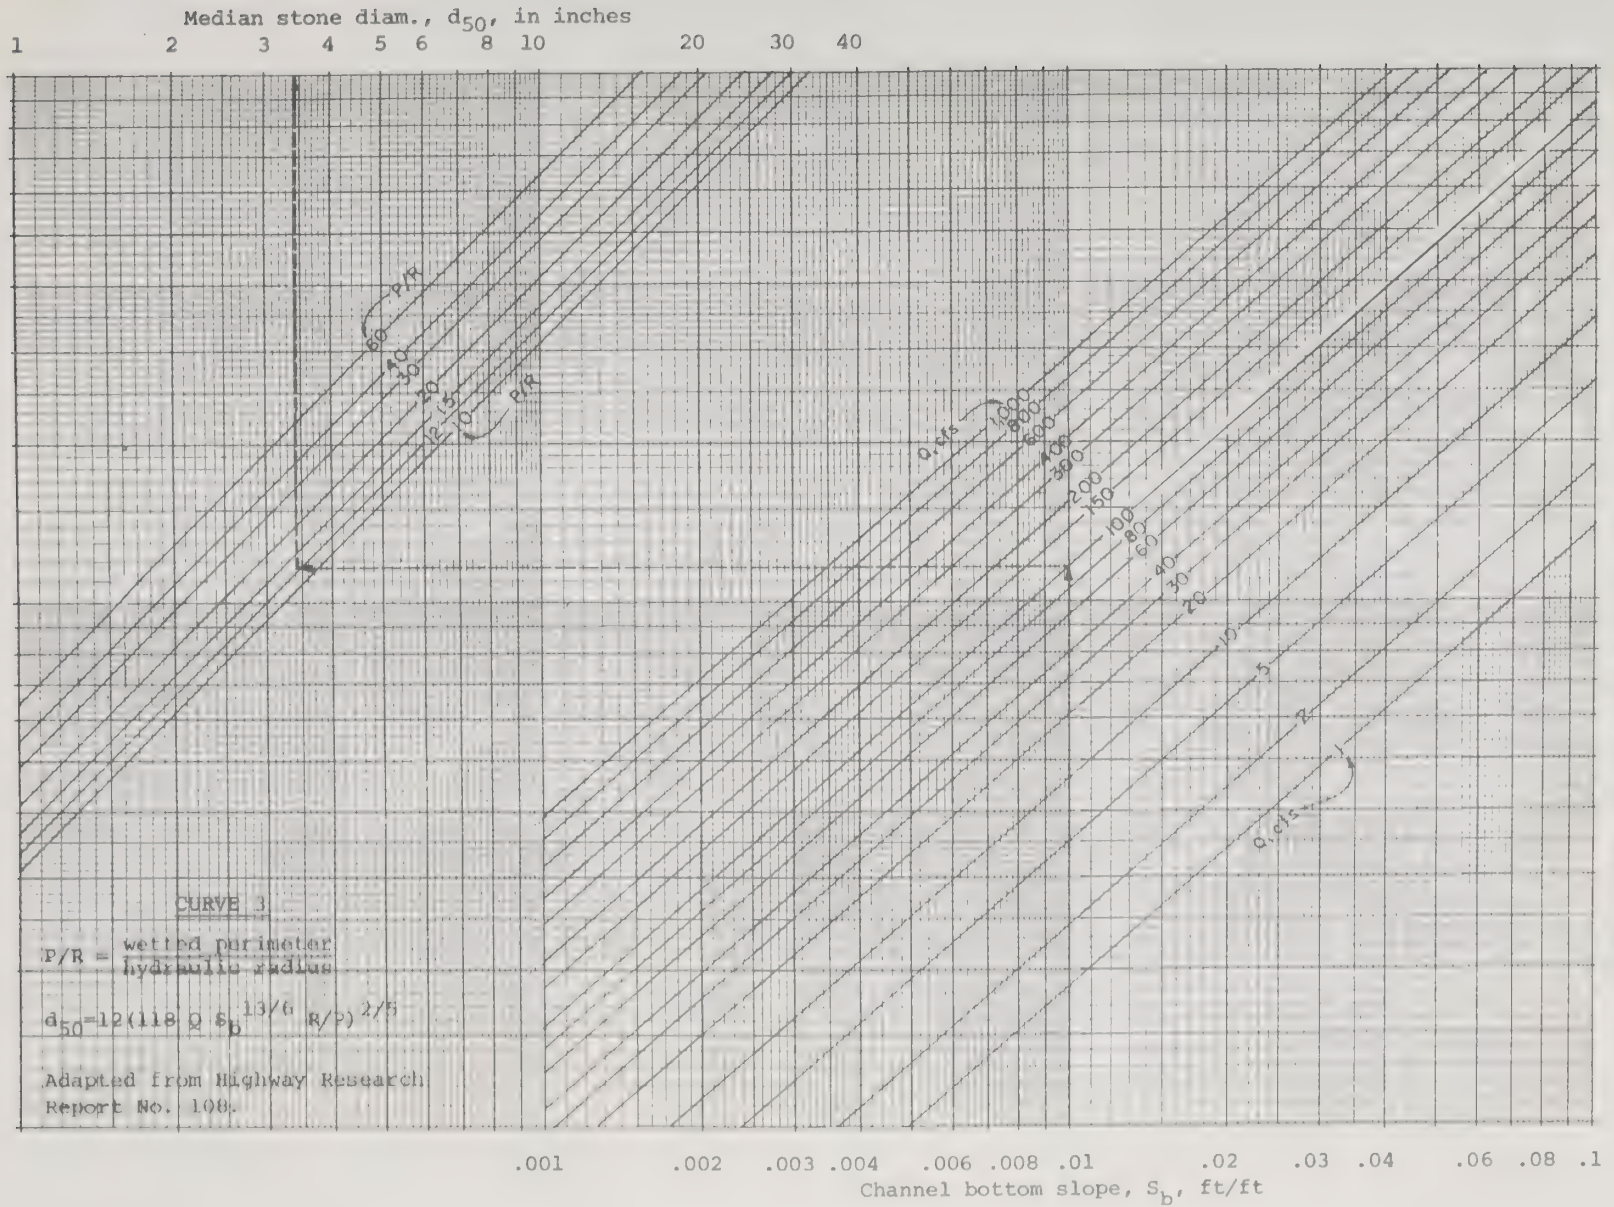 Median stone diam., d50, in inches
1 2 3 4 5 6 8 10 20 30 40
P/R
60
40
30
20
15
12
10
P/R
Q, cfs
1,000
800
600
400
300
200
150
100
80
60
40
30
20
10
5
2
1
Q, cfs
CURVE 3
P/R = wetted perimeter
hydraulic radius
d50=12(118 Q Sb 13/6 R/P) 2/5
Adapted from Highway Research
Report No. 108.
.001 .002 .003 .004 .006 .008 .01 .02 .03 .04 .06 .08 .1
Channel bottom slope, Sb, ft/ft